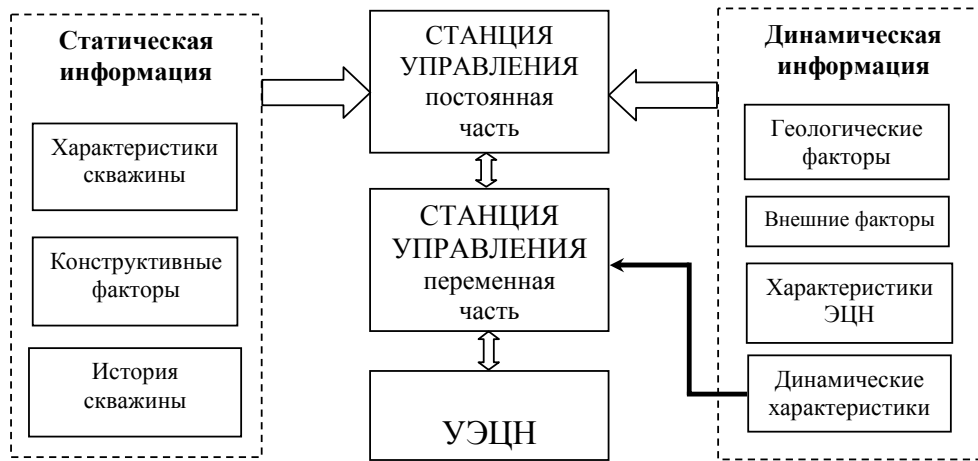 Статическая
информация
Характеристики
скважины
Конструктивные
факторы
История
скважины
СТАНЦИЯ
УПРАВЛЕНИЯ
постоянная
часть
СТАНЦИЯ
УПРАВЛЕНИЯ
переменная
часть
УЭЦН
Динамическая
информация
Геологические
факторы
Внешние факторы
Характеристики
ЭЦН
Динамические
характеристики